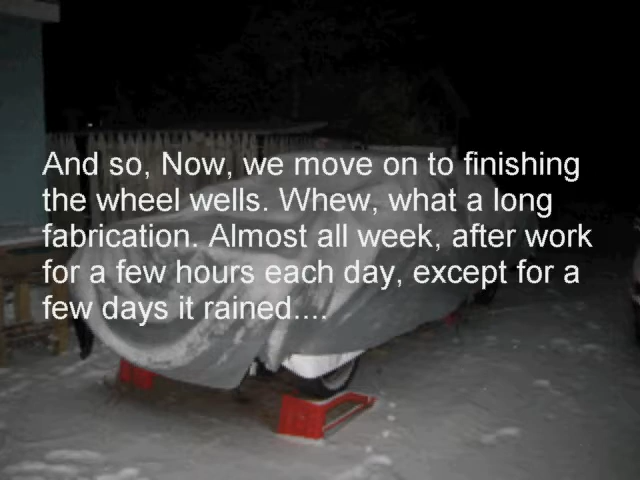 And so, Now, we move on to finishing
the wheel wells. Whew, what a long
fabrication. Almost all week, after work
for a few hours each day, except for a
few days it rained....